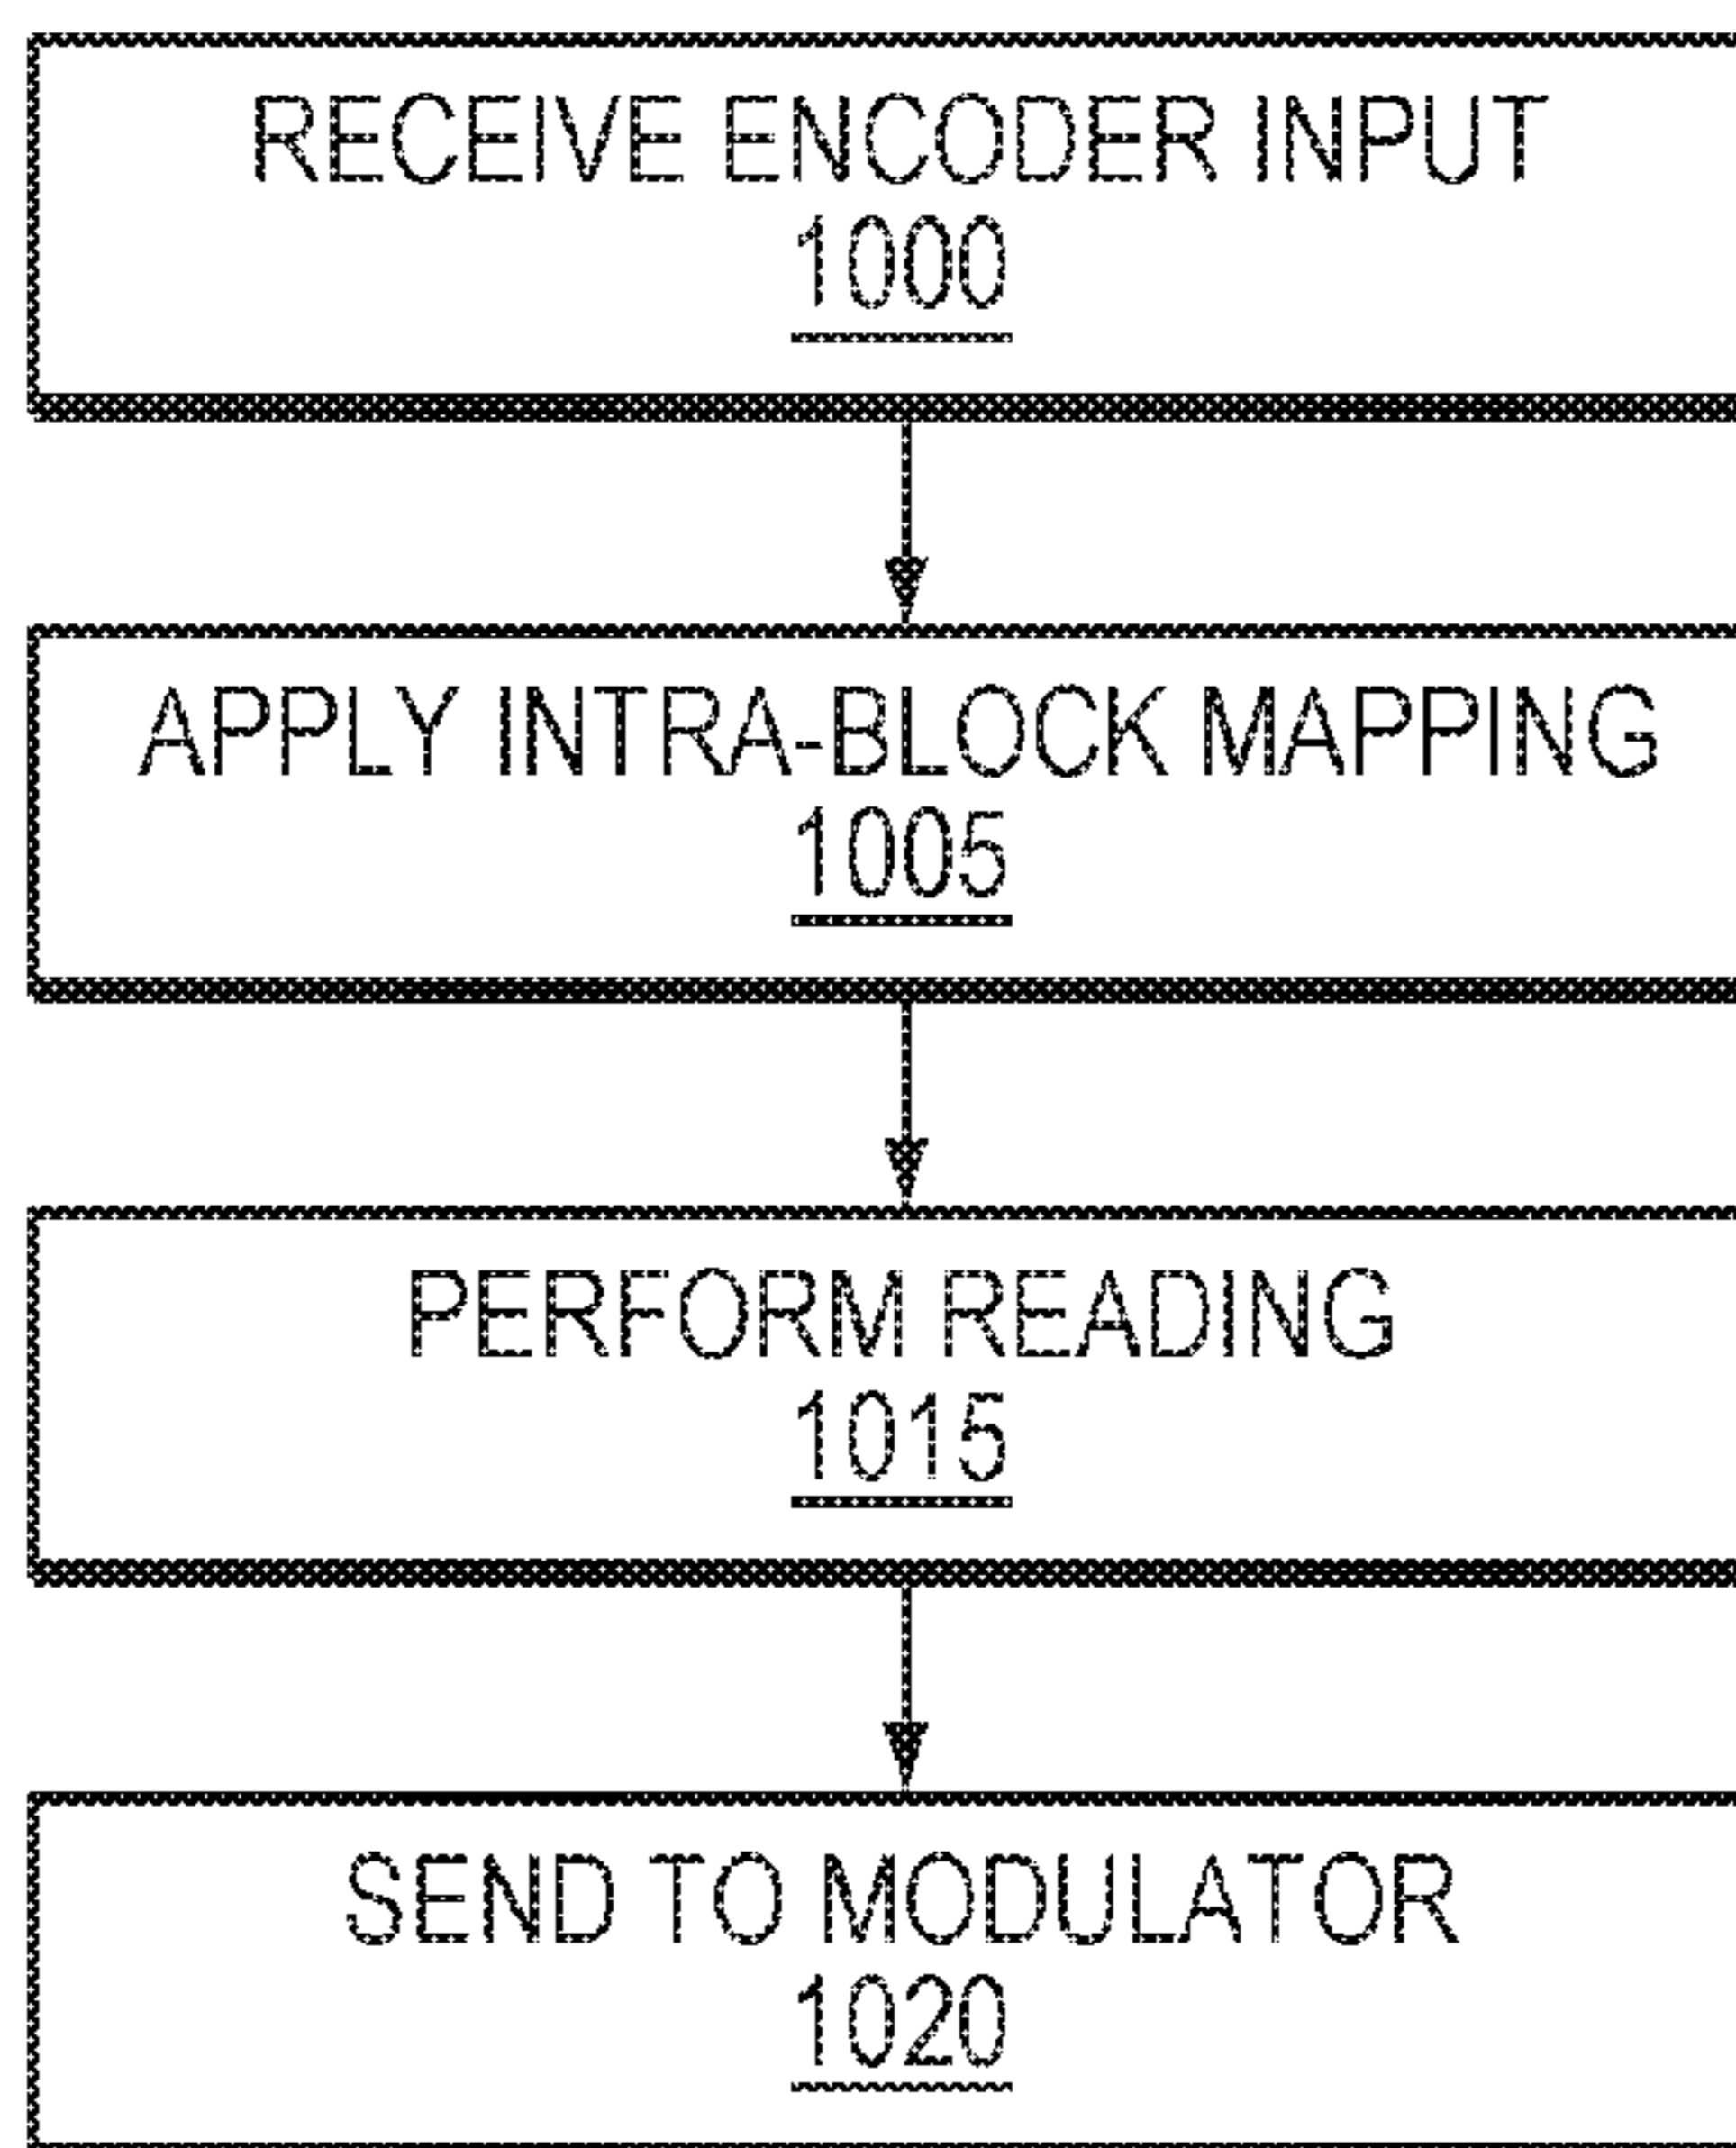 RECEIVE ENCODER INPUT
1000
APPLY INTRA-BLOCK MAPPING
1005
PERFORM READING
1015
SEND TO MODULATOR
1020